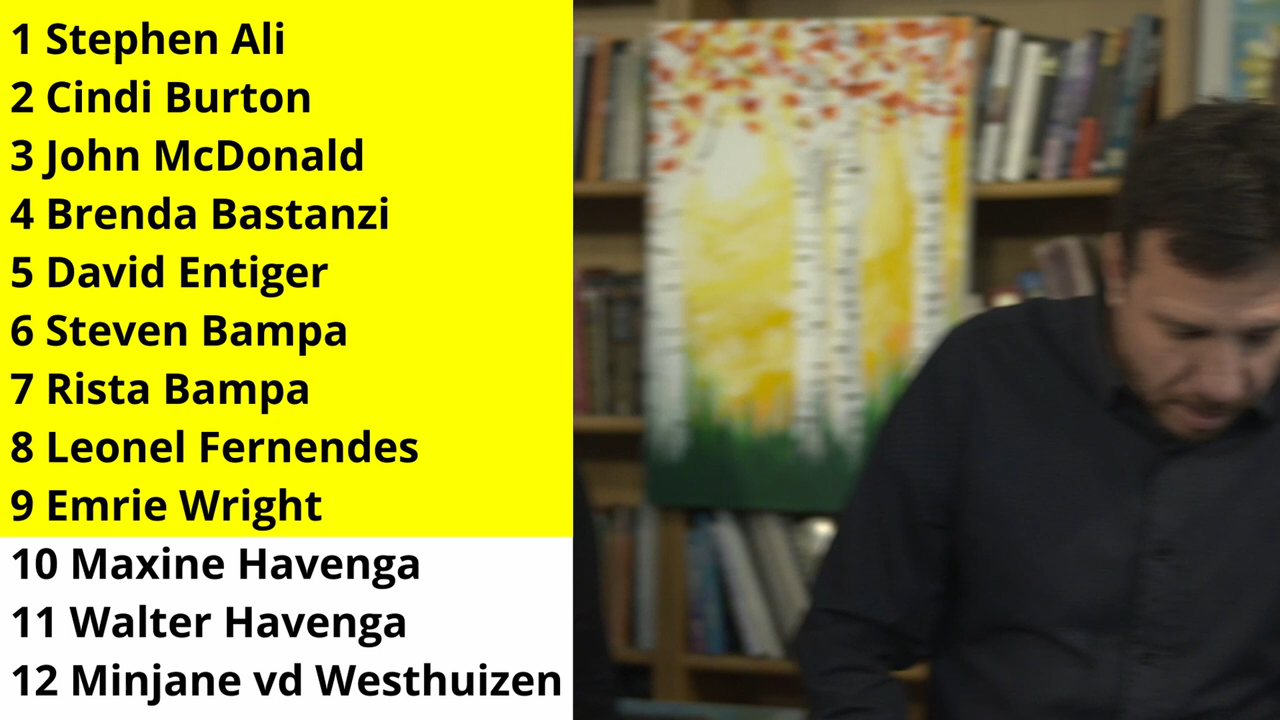 1 Stephen Ali
2 Cindi Burton
3 John McDonald
4 Brenda Bastanzi
5 David Entiger
6 Steven Bampa
7 Rista Bampa
8 Leonel Fernendes
9 Emrie Wright
10 Maxine Havenga
11 Walter Havenga
12 Minjane vd Westhuizen